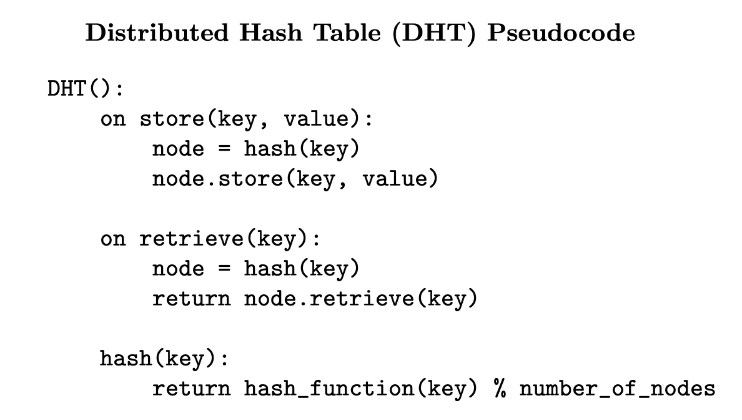 Distributed Hash Table (DHT) Pseudocode
DHT():
    on store(key, value):
        node = hash(key)
        node.store(key, value)

    on retrieve(key):
        node = hash(key)
        return node.retrieve(key)

    hash(key):
        return hash_function(key) % number_of_nodes